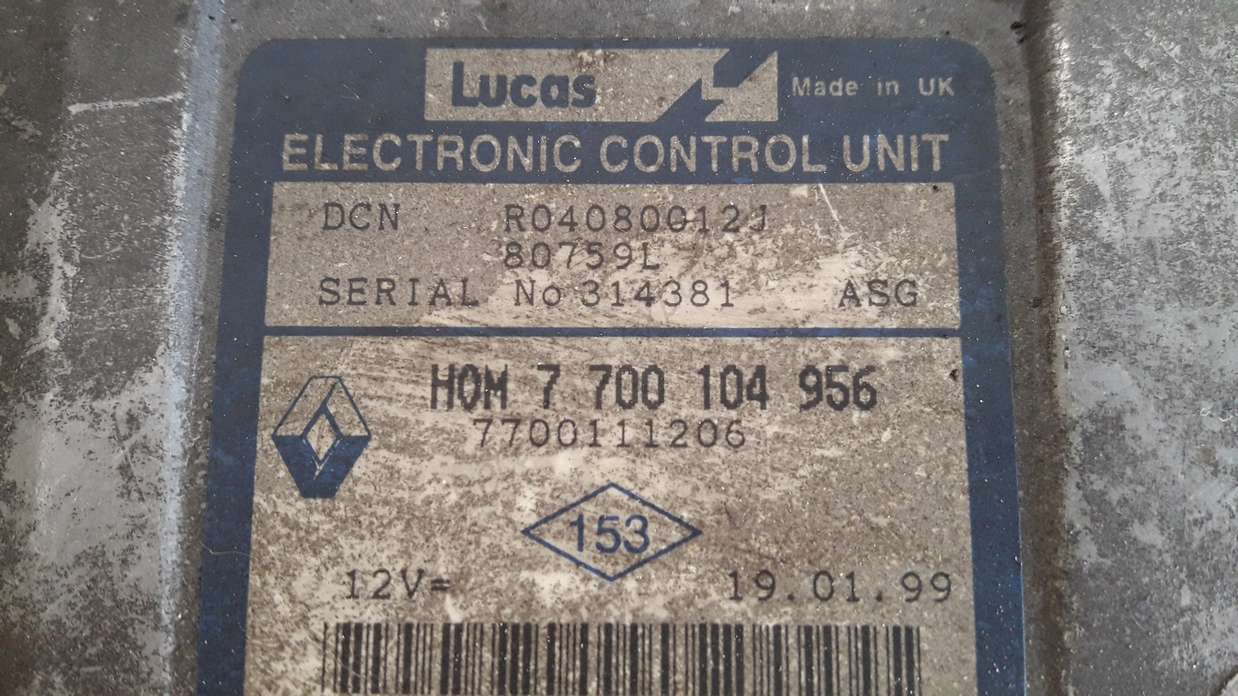 Lucas Made in UK
ELECTRONIC CONTROL UNIT
DCN R04080012J
80759L
SERIAL No 314381 ASG
HOM 7 700 104 956
7700111206
153
12V= 19.01.99